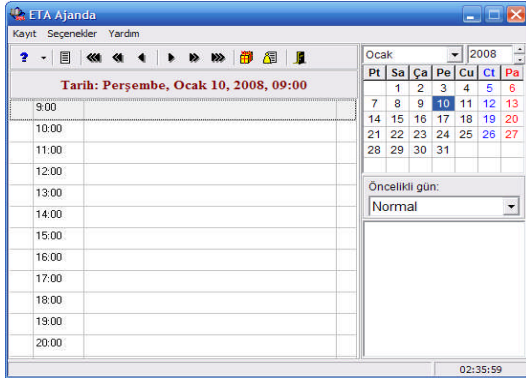 ETA Ajanda
Kayıt Seçenekler Yardım
Tarih: Perşembe, Ocak 10, 2008, 09:00
9:00
10:00
11:00
12:00
13:00
14:00
15:00
16:00
17:00
18:00
19:00
20:00
Ocak 2008
Pt Sa Ça Pe Cu Ct Pa
1 2 3 4 5 6
7 8 9 10 11 12 13
14 15 16 17 18 19 20
21 22 23 24 25 26 27
28 29 30 31
Öncelikli gün:
Normal
02:35:59